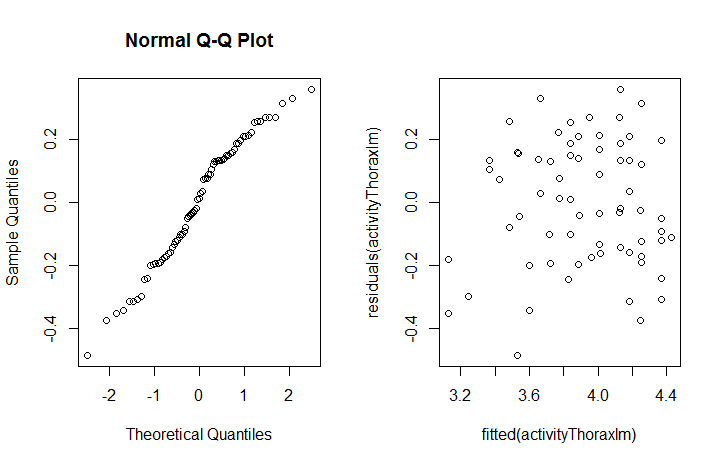 Normal Q-Q Plot
Sample Quantiles
0.2
0.0
-0.2
-0.4
-2 -1 0 1 2
Theoretical Quantiles
residuals(activityThoraxlm)
0.2
0.0
-0.2
-0.4
3.2 3.6 4.0 4.4
fitted(activityThoraxlm)